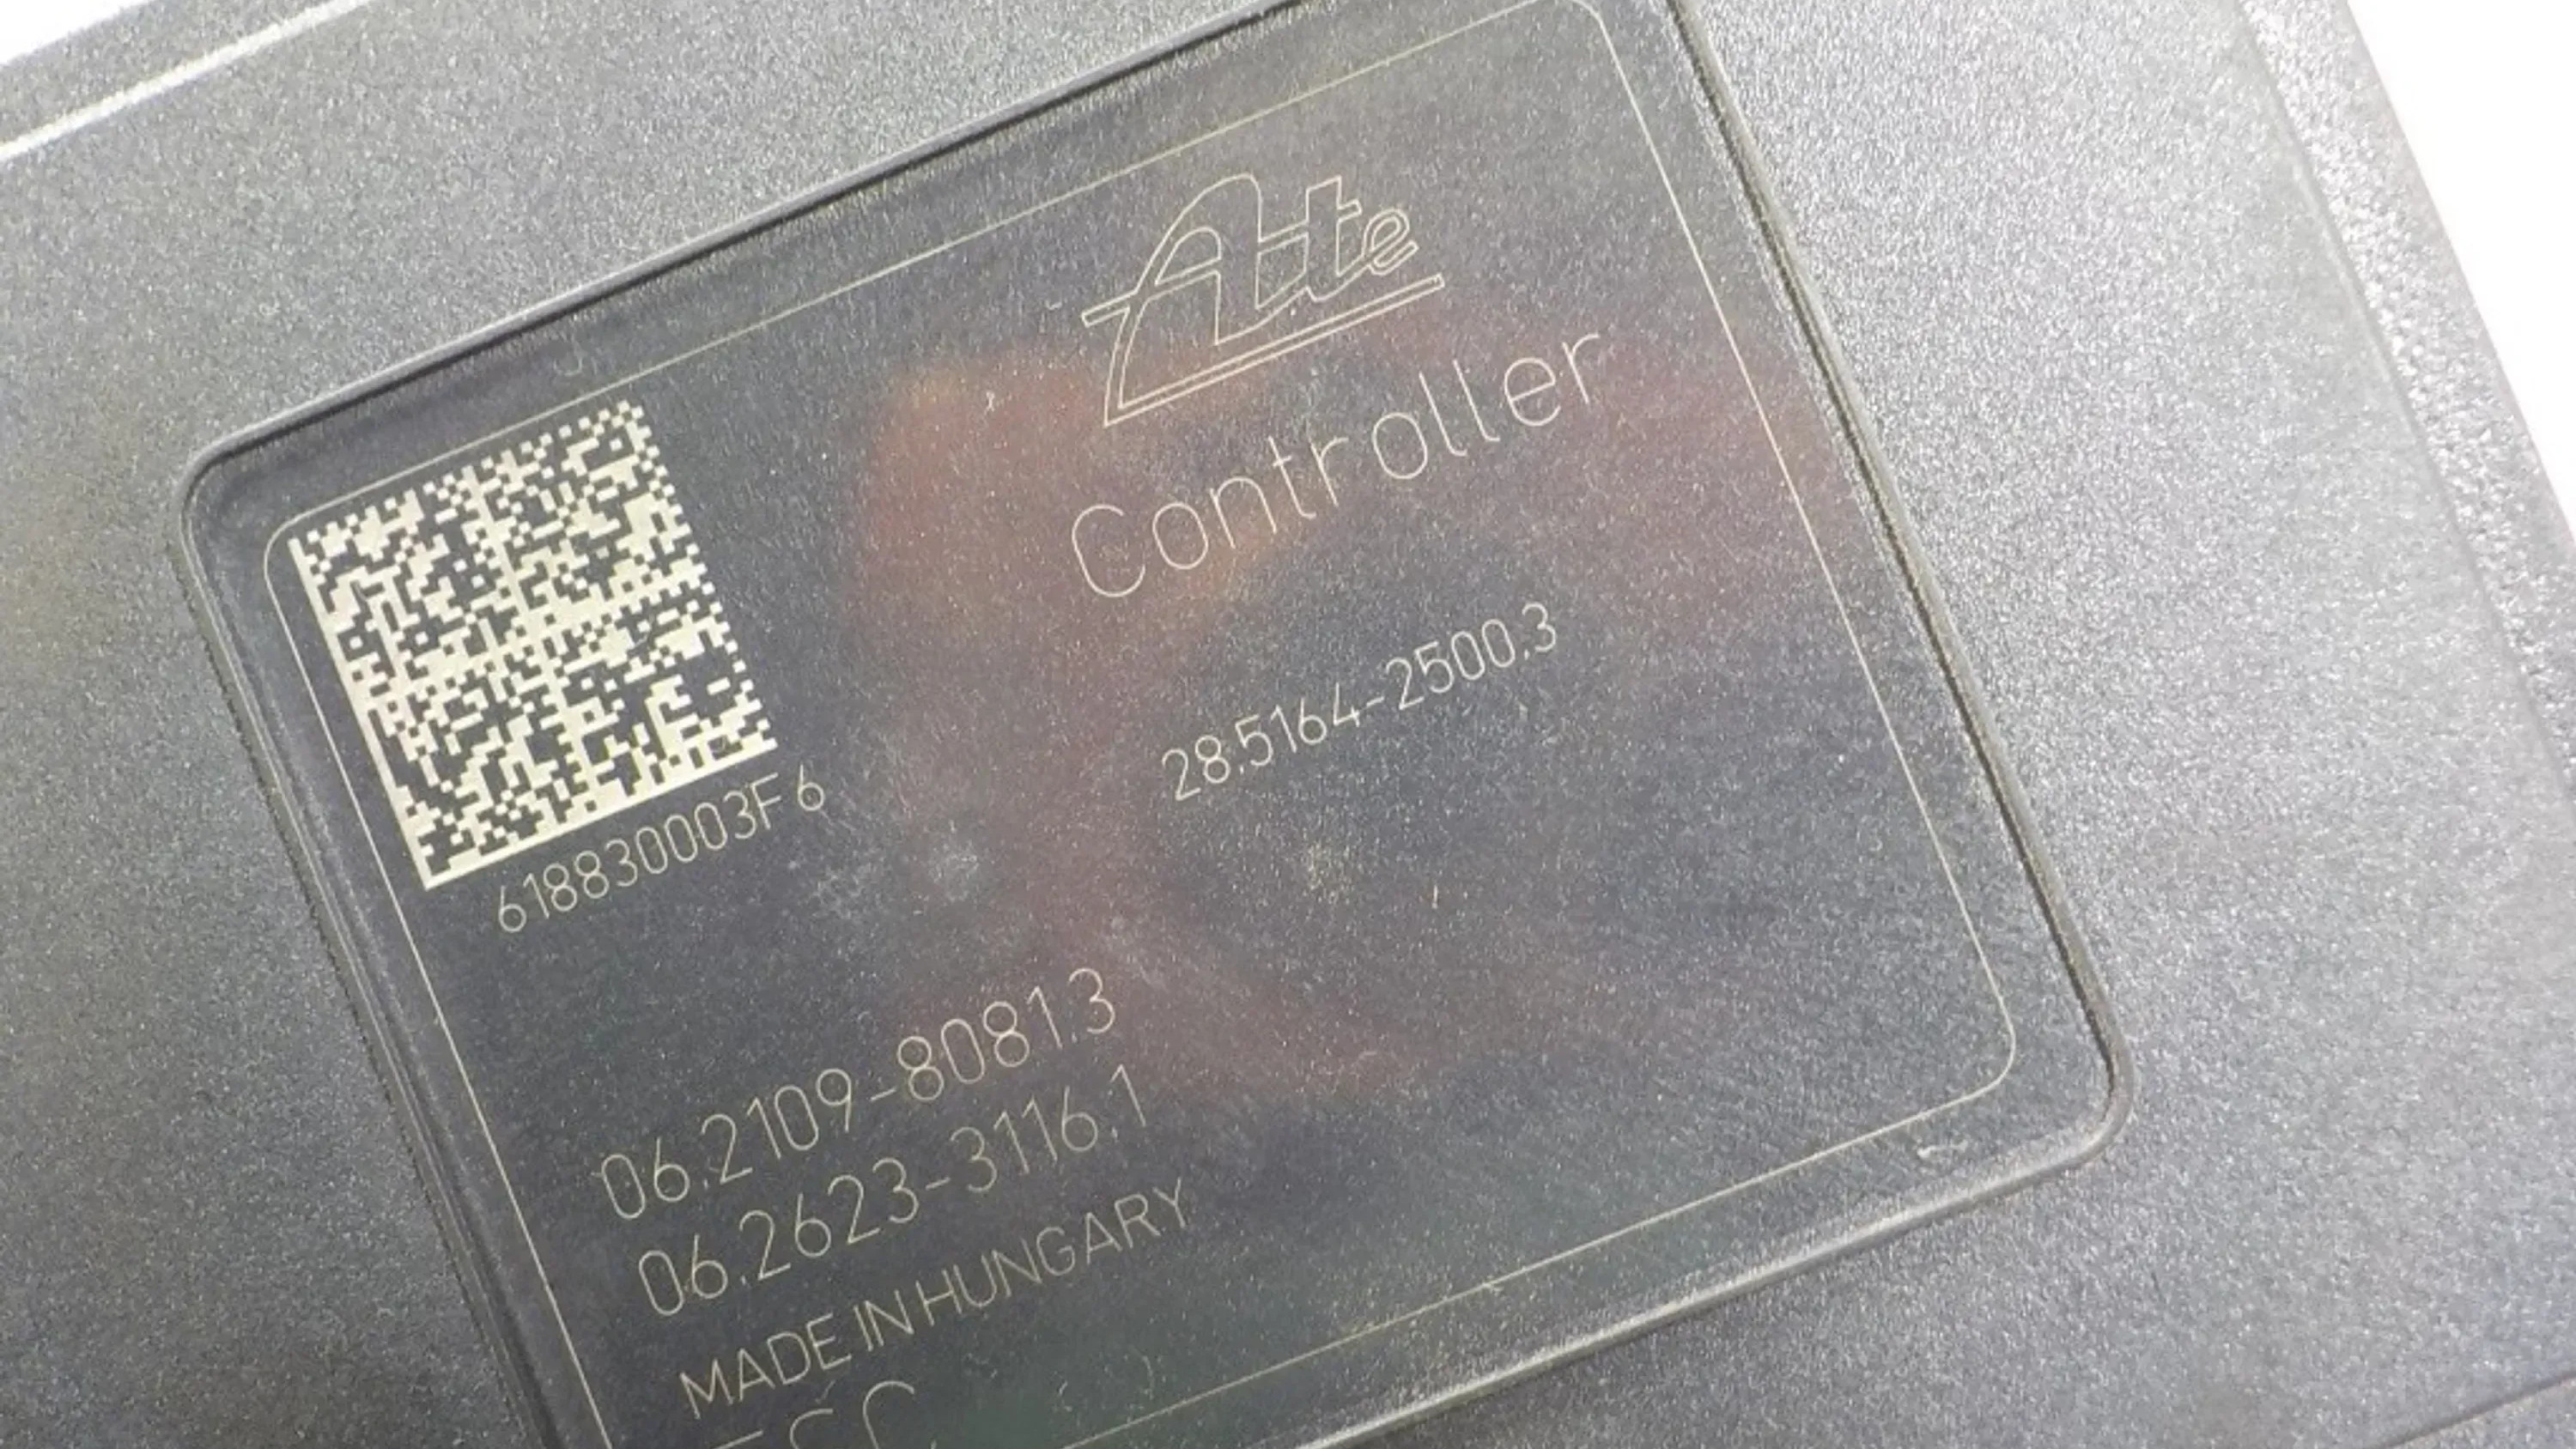 Ate
Controller
28.5164-2500.3
618830003F6
06.2109-8081.3
06.2623-3116.1
MADE IN HUNGARY